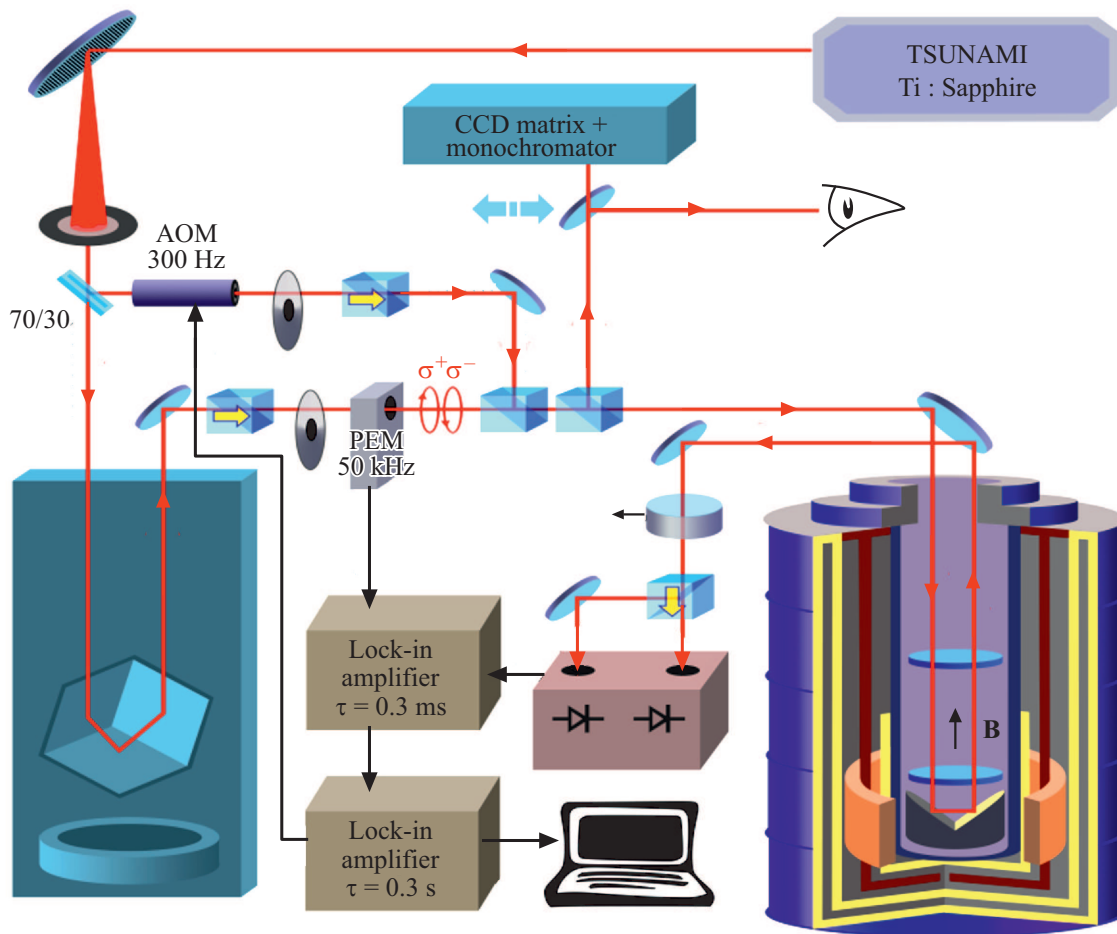 TSUNAMI
Ti : Sapphire
CCD matrix +
monochromator
AOM
300 Hz
70/30
σ⁺σ⁻
PEM
50 kHz
Lock-in
amplifier
τ = 0.3 ms
B
Lock-in
amplifier
τ = 0.3 s